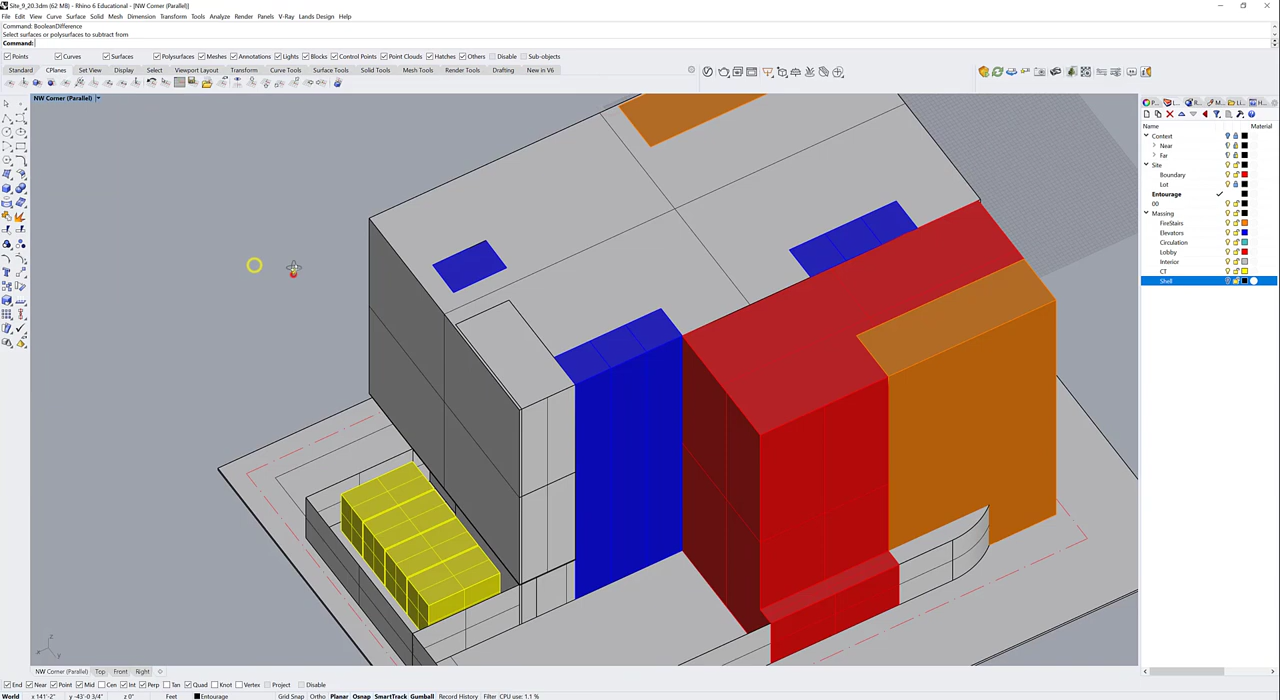 Site_9_20.3dm (62 MB) - Rhino 6 Educational - [NW Corner (Parallel)]
File Edit View Curve Surface Solid Mesh Dimension Transform Tools Analyze Render Panels V-Ray Lands Design Help
Command: BooleanDifference
Select surfaces or polysurfaces to subtract from
Command:
Points Curves Surfaces Polysurfaces Meshes Annotations Lights Blocks Control Points Point Clouds Hatches Others Disable Sub-objects
Standard CPlanes Set View Display Select Viewport Layout Transform Curve Tools Surface Tools Solid Tools Mesh Tools Render Tools Drafting New in V6
NW Corner (Parallel)
Name Material
Context
Near
Far
Site
Boundary
Lot
Entourage
00
Massing
FireStairs
Elevators
Circulation
Lobby
Interior
CT
Shell
NW Corner (Parallel) Top Front Right
End Near Point Mid Cen Int Perp Tan Quad Knot Vertex Project Disable
World x 141'-2" y -43'-0 3/4" z 0" Feet Entourage Grid Snap Ortho Planar Osnap SmartTrack Gumball Record History Filter CPU use: 1.1 %